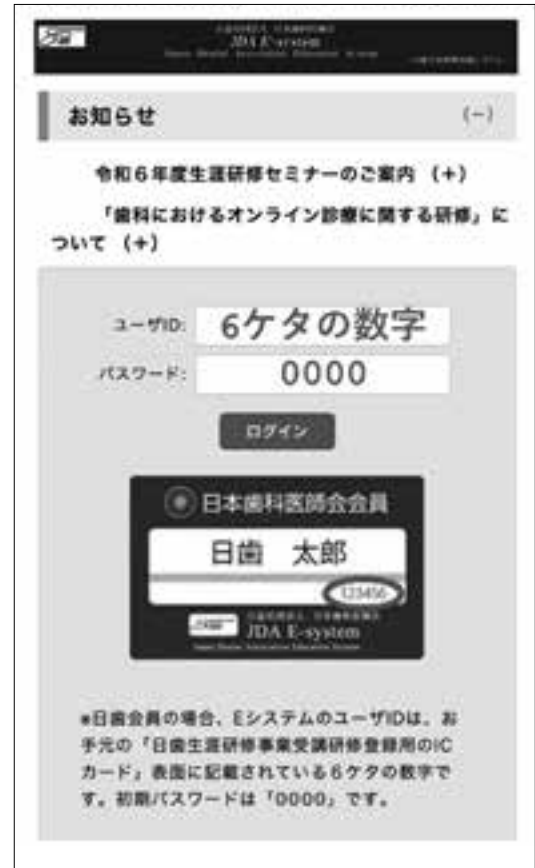 JDA E-system
お知らせ (-)
令和6年度生涯研修セミナーのご案内 (+)
「歯科におけるオンライン診療に関する研修」に
ついて (+)
ユーザID: 6ケタの数字
パスワード: 0000
ログイン
日本歯科医師会会員
日歯 太郎
123456
JDA E-system
※日歯会員の場合、EシステムのユーザIDは、お
手元の「日歯生涯研修事業受講研修登録用のIC
カード」表面に記載されている6ケタの数字で
す。初期パスワードは「0000」です。